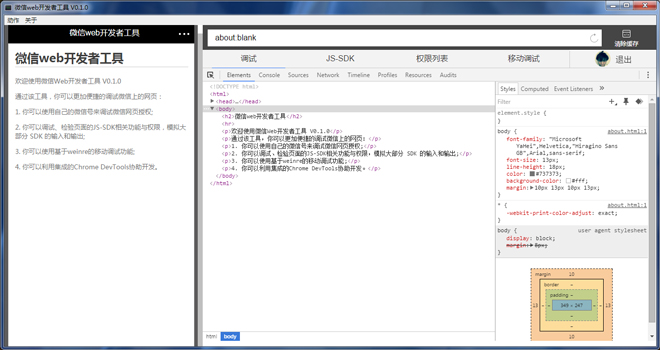 微信web开发者工具 V0.1.0
动作 关于
微信web开发者工具
微信web开发者工具
欢迎使用微信Web开发者工具 V0.1.0
通过该工具，你可以更加便捷的调试微信上的网页：
1. 你可以使用自己的微信号来调试微信网页授权;
2. 你可以调试、检验页面的JS-SDK相关功能与权限，模拟大
部分 SDK 的输入和输出;
3. 你可以使用基于weinre的移动调试功能;
4. 你可以利用集成的Chrome DevTools协助开发。
about:blank
清除缓存
调试 JS-SDK 权限列表 移动调试 退出
Elements Console Sources Network Timeline Profiles Resources Audits
<!DOCTYPE html>
<html>
<head>…</head>
<body>
<h2>微信web开发者工具</h2>
<hr>
<p>欢迎使用微信Web开发者工具 V0.1.0</p>
<p>通过该工具，你可以更加便捷的调试微信上的网页：</p>
<p>1. 你可以使用自己的微信号来调试微信网页授权;</p>
<p>2. 你可以调试、检验页面的JS-SDK相关功能与权限，模拟大部分 SDK 的输入和输出;</p>
<p>3. 你可以使用基于weinre的移动调试功能;</p>
<p>4. 你可以利用集成的Chrome DevTools协助开发。</p>
</body>
</html>
html body
Styles Computed Event Listeners »
Filter
element.style {
}
body { about.html:1
font-family: "Microsoft
YaHei",Helvetica,"Hiragino Sans
GB",Arial,sans-serif;
font-size: 13px;
line-height: 18px;
color: #737373;
background-color: #fff;
margin: 10px 13px 10px 13px;
}
* { about.html:1
-webkit-print-color-adjust: exact;
}
body { user agent stylesheet
display: block;
margin: 8px;
}
margin 10
border -
padding -
13 - - 349 × 247 - - 13
-
-
10